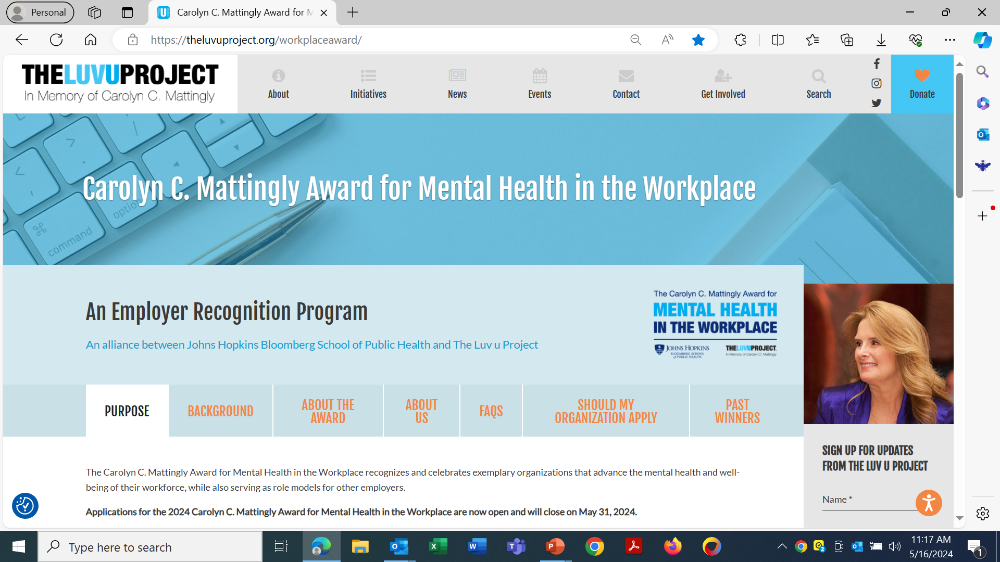 Personal
Carolyn C. Mattingly Award for M
https://theluvuproject.org/workplaceaward/
THELUVUPROJECT
In Memory of Carolyn C. Mattingly
About
Initiatives
News
Events
Contact
Get Involved
Search
Donate
Carolyn C. Mattingly Award for Mental Health in the Workplace
option
command
An Employer Recognition Program
An alliance between Johns Hopkins Bloomberg School of Public Health and The Luv u Project
The Carolyn C. Mattingly Award for
MENTAL HEALTH
IN THE WORKPLACE
JOHNS HOPKINS
BLOOMBERG SCHOOL
of PUBLIC HEALTH
THELUVUPROJECT
In Memory of Carolyn C. Mattingly
PURPOSE
BACKGROUND
ABOUT THE
AWARD
ABOUT
US
FAQS
SHOULD MY
ORGANIZATION APPLY
PAST
WINNERS
The Carolyn C. Mattingly Award for Mental Health in the Workplace recognizes and celebrates exemplary organizations that advance the mental health and well-
being of their workforce, while also serving as role models for other employers.
Applications for the 2024 Carolyn C. Mattingly Award for Mental Health in the Workplace are now open and will close on May 31, 2024.
SIGN UP FOR UPDATES
FROM THE LUV U PROJECT
Name *
Type here to search
11:17 AM
5/16/2024
1